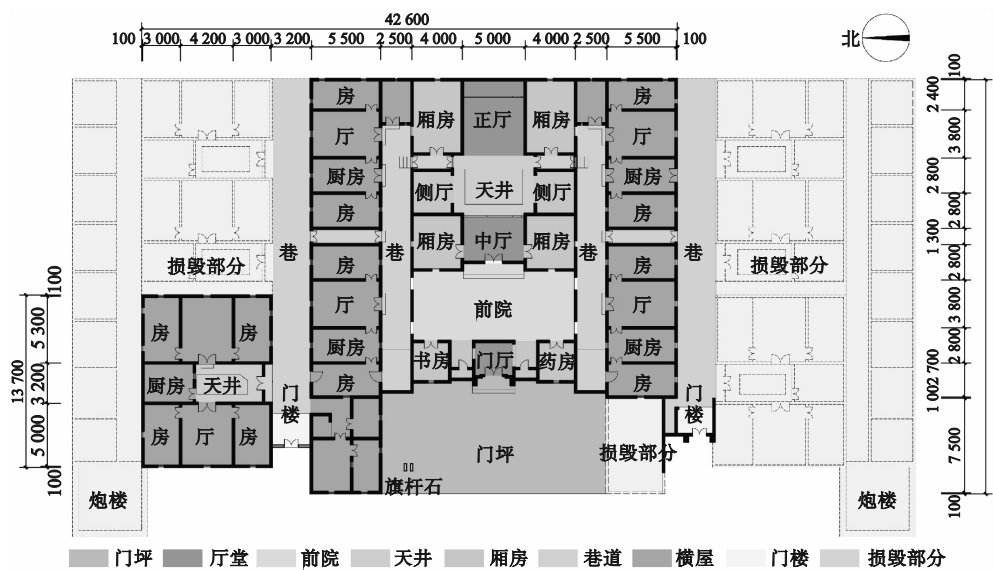 42 600
北
100 3 000 4 200 3 000 3 200 5 500 2 500 4 000 5 000 4 000 2 500 5 500 100
100
2 400
3 800
2 800
2 800
1 300
2 800
3 800
2 800
2 700
1 00
7 500
100
房 厢房 正厅 厢房 房
厅 厅
厨房 厨房
侧厅 天井 侧厅
房 房
厢房 中厅 厢房
巷 巷 巷 巷
损毁部分 房 房 损毁部分
1100
厅 前院 厅
5 300
房 房
厨房 书房 门厅 药房 厨房
13 700
3 200
厨房 天井 门楼 房 房 门楼
5 000
房 厅 房 门坪 损毁部分
100
旗杆石
炮楼 炮楼
门坪 厅堂 前院 天井 厢房 巷道 横屋 门楼 损毁部分